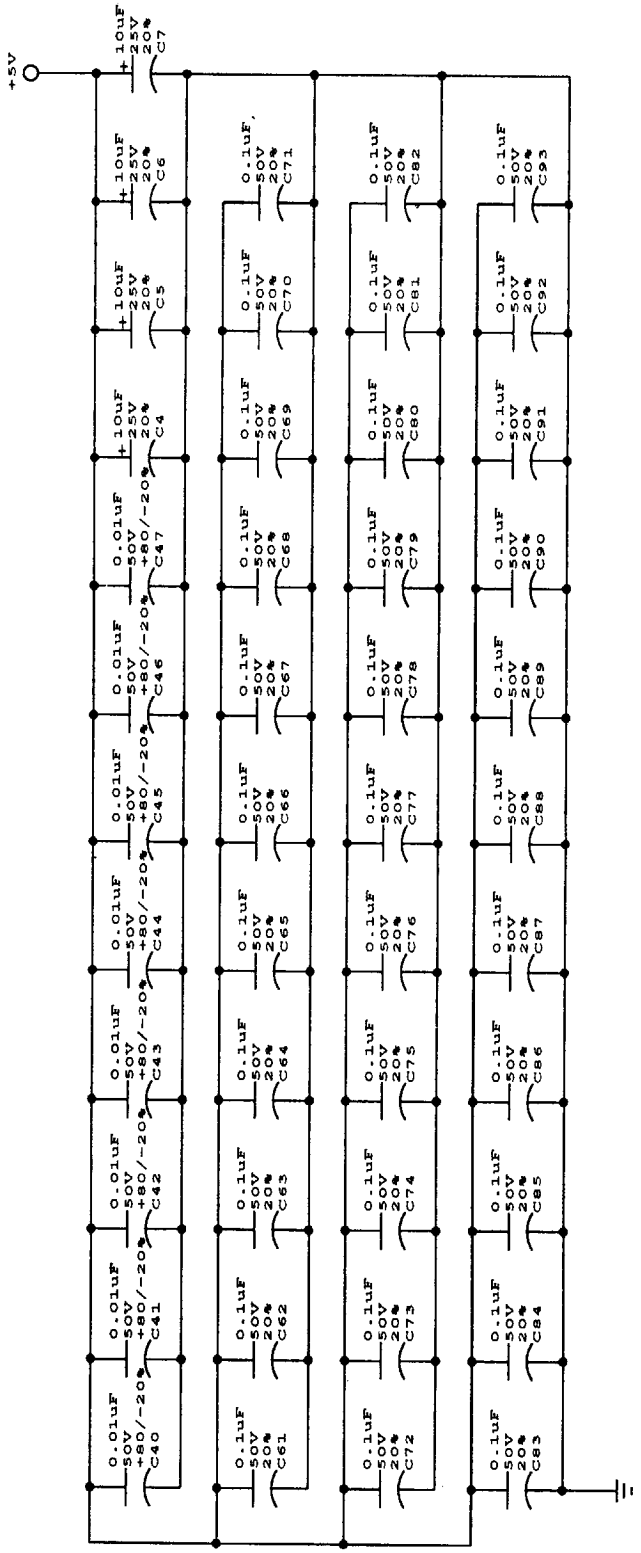 +5V
0.01uF
50V
+80/-20%
C40
0.01uF
50V
+80/-20%
C41
0.01uF
50V
+80/-20%
C42
0.01uF
50V
+80/-20%
C43
0.01uF
50V
+80/-20%
C44
0.01uF
50V
+80/-20%
C45
0.01uF
50V
+80/-20%
C46
0.01uF
50V
+80/-20%
C47
+10uF
25V
20%
C4
+10uF
25V
20%
C5
+10uF
25V
20%
C6
+10uF
25V
20%
C7
0.1uF
50V
20%
C61
0.1uF
50V
20%
C62
0.1uF
50V
20%
C63
0.1uF
50V
20%
C64
0.1uF
50V
20%
C65
0.1uF
50V
20%
C66
0.1uF
50V
20%
C67
0.1uF
50V
20%
C68
0.1uF
50V
20%
C69
0.1uF
50V
20%
C70
0.1uF
50V
20%
C71
0.1uF
50V
20%
C72
0.1uF
50V
20%
C73
0.1uF
50V
20%
C74
0.1uF
50V
20%
C75
0.1uF
50V
20%
C76
0.1uF
50V
20%
C77
0.1uF
50V
20%
C78
0.1uF
50V
20%
C79
0.1uF
50V
20%
C80
0.1uF
50V
20%
C81
0.1uF
50V
20%
C82
0.1uF
50V
20%
C83
0.1uF
50V
20%
C84
0.1uF
50V
20%
C85
0.1uF
50V
20%
C86
0.1uF
50V
20%
C87
0.1uF
50V
20%
C88
0.1uF
50V
20%
C89
0.1uF
50V
20%
C90
0.1uF
50V
20%
C91
0.1uF
50V
20%
C92
0.1uF
50V
20%
C93